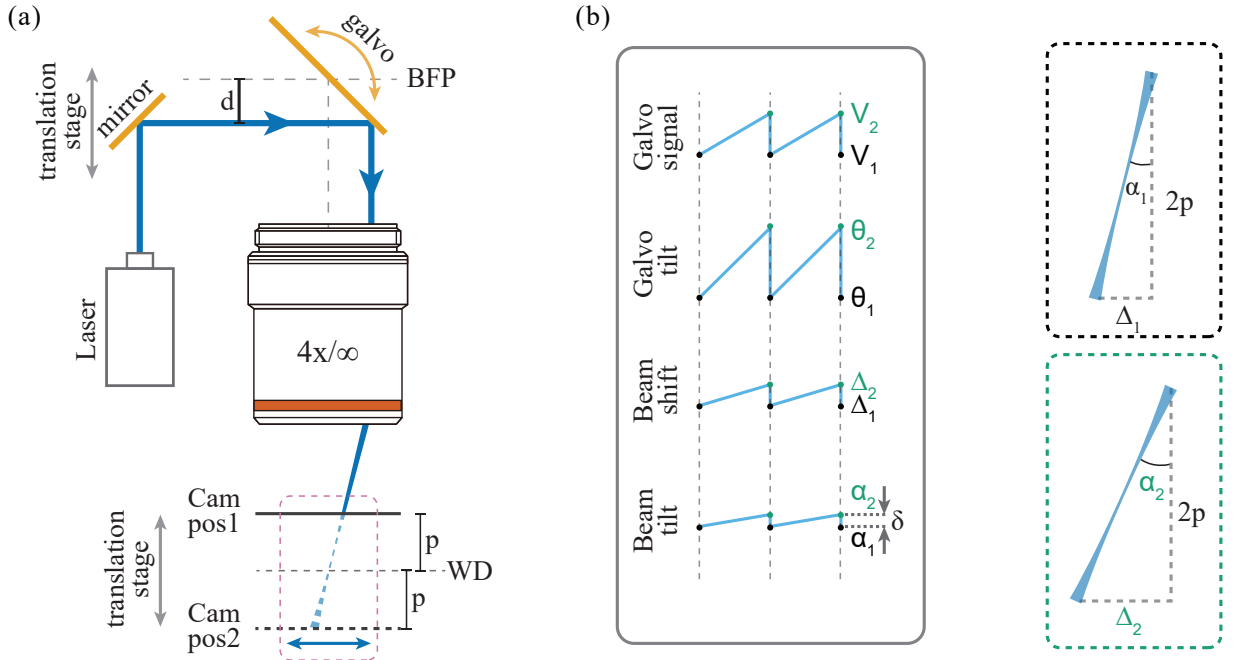 (a)
galvo
BFP
d
translation
stage
mirror
Laser
4x/∞
Cam
pos1
p
WD
translation
stage
p
Cam
pos2
(b)
Galvo
signal
V₂
V₁
Galvo
tilt
θ₂
θ₁
Beam
shift
Δ₂
Δ₁
Beam
tilt
α₂
δ
α₁
α₁
2p
Δ₁
α₂
2p
Δ₂